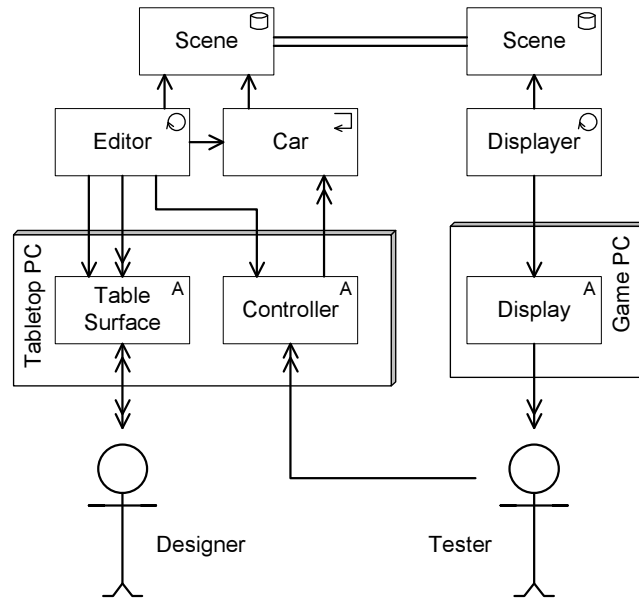 Scene
Scene
Editor
Car
Displayer
Tabletop PC
Table
Surface
A
Controller
A
Display
A
Game PC
Designer
Tester